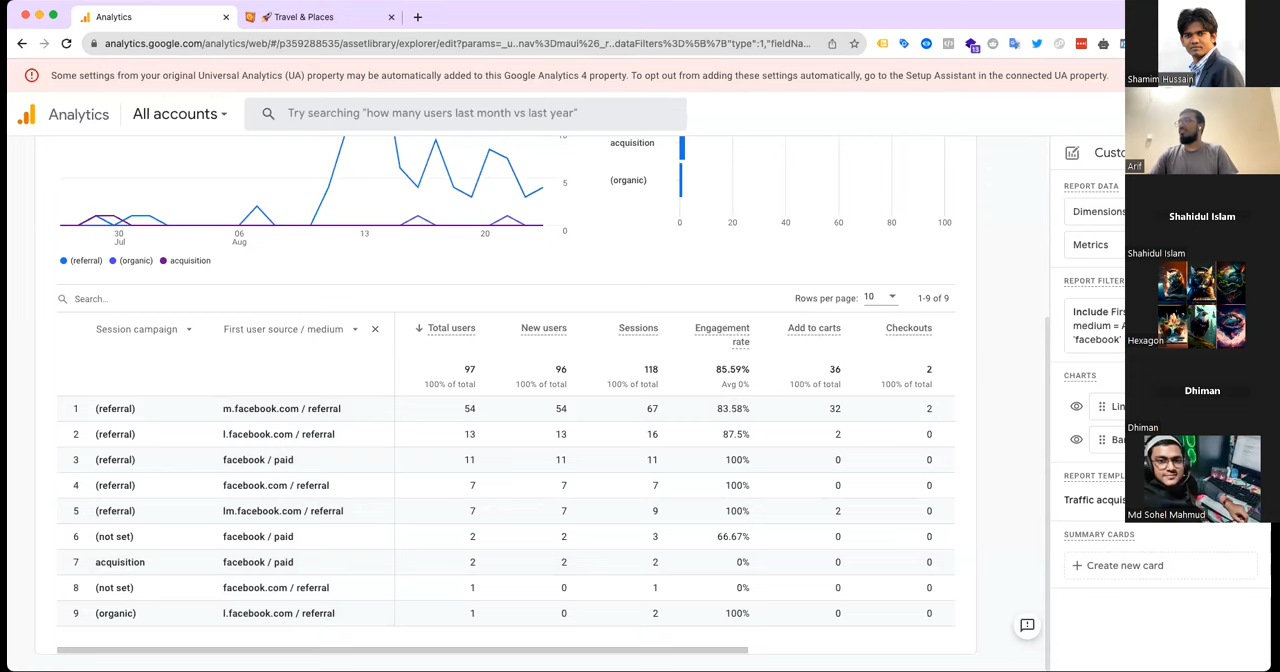 Analytics
🚀 Travel & Places
analytics.google.com/analytics/web/#/p359288535/assetlibrary/explorer/edit?params=_u..nav%3Dmaui%26_r..dataFilters%3D%5B%7B"type":1,"fieldNa...
13
Some settings from your original Universal Analytics (UA) property may be automatically added to this Google Analytics 4 property. To opt out from adding these settings automatically, go to the Setup Assistant in the connected UA property.
Analytics
All accounts
Try searching "how many users last month vs last year"
10
5
0
30
Jul
06
Aug
13
20
(referral) (organic) acquisition
acquisition
(organic)
0 20 40 60 80 100
Search...
Rows per page: 10 1-9 of 9
Session campaign First user source / medium Total users New users Sessions Engagement rate Add to carts Checkouts
97 96 118 85.59% 36 2
100% of total 100% of total 100% of total Avg 0% 100% of total 100% of total
1 (referral) m.facebook.com / referral 54 54 67 83.58% 32 2
2 (referral) l.facebook.com / referral 13 13 16 87.5% 2 0
3 (referral) facebook / paid 11 11 11 100% 0 0
4 (referral) facebook.com / referral 7 7 7 100% 0 0
5 (referral) lm.facebook.com / referral 7 7 9 100% 2 0
6 (not set) facebook / paid 2 2 3 66.67% 0 0
7 acquisition facebook / paid 2 2 2 0% 0 0
8 (not set) facebook.com / referral 1 0 1 0% 0 0
9 (organic) l.facebook.com / referral 1 0 2 100% 0 0
Custo
REPORT DATA
Dimensions
Metrics
REPORT FILTER
Include Firs
medium = A
'facebook'
CHARTS
Lin
Ba
REPORT TEMPL
Traffic acquis
SUMMARY CARDS
Create new card
Shamim Hussain
Arif
Shahidul Islam
Shahidul Islam
Hexagon
Dhiman
Dhiman
Md Sohel Mahmud